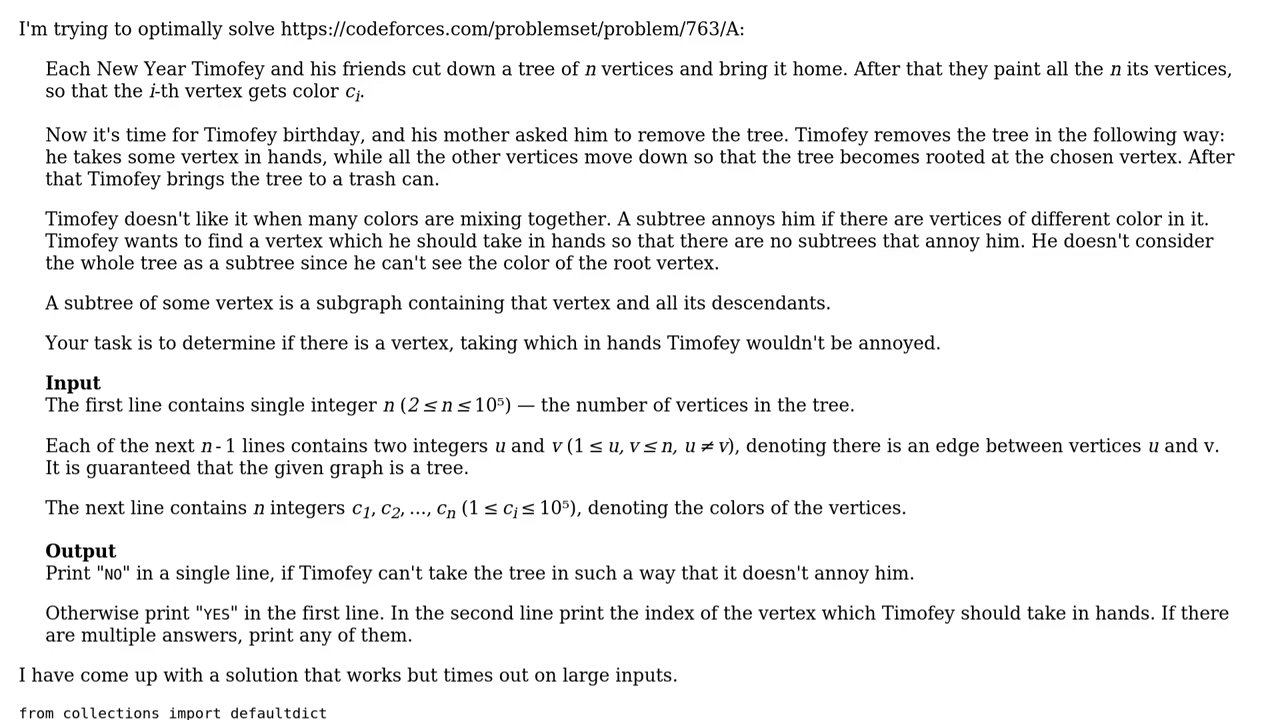 I'm trying to optimally solve https://codeforces.com/problemset/problem/763/A:
Each New Year Timofey and his friends cut down a tree of n vertices and bring it home. After that they paint all the n its vertices,
so that the i-th vertex gets color cᵢ.
Now it's time for Timofey birthday, and his mother asked him to remove the tree. Timofey removes the tree in the following way:
he takes some vertex in hands, while all the other vertices move down so that the tree becomes rooted at the chosen vertex. After
that Timofey brings the tree to a trash can.
Timofey doesn't like it when many colors are mixing together. A subtree annoys him if there are vertices of different color in it.
Timofey wants to find a vertex which he should take in hands so that there are no subtrees that annoy him. He doesn't consider
the whole tree as a subtree since he can't see the color of the root vertex.
A subtree of some vertex is a subgraph containing that vertex and all its descendants.
Your task is to determine if there is a vertex, taking which in hands Timofey wouldn't be annoyed.
Input
The first line contains single integer n (2 ≤ n ≤ 10⁵) — the number of vertices in the tree.
Each of the next n - 1 lines contains two integers u and v (1 ≤ u, v ≤ n, u ≠ v), denoting there is an edge between vertices u and v.
It is guaranteed that the given graph is a tree.
The next line contains n integers c₁, c₂, ..., cₙ (1 ≤ cᵢ ≤ 10⁵), denoting the colors of the vertices.
Output
Print "NO" in a single line, if Timofey can't take the tree in such a way that it doesn't annoy him.
Otherwise print "YES" in the first line. In the second line print the index of the vertex which Timofey should take in hands. If there
are multiple answers, print any of them.
I have come up with a solution that works but times out on large inputs.
from collections import defaultdict